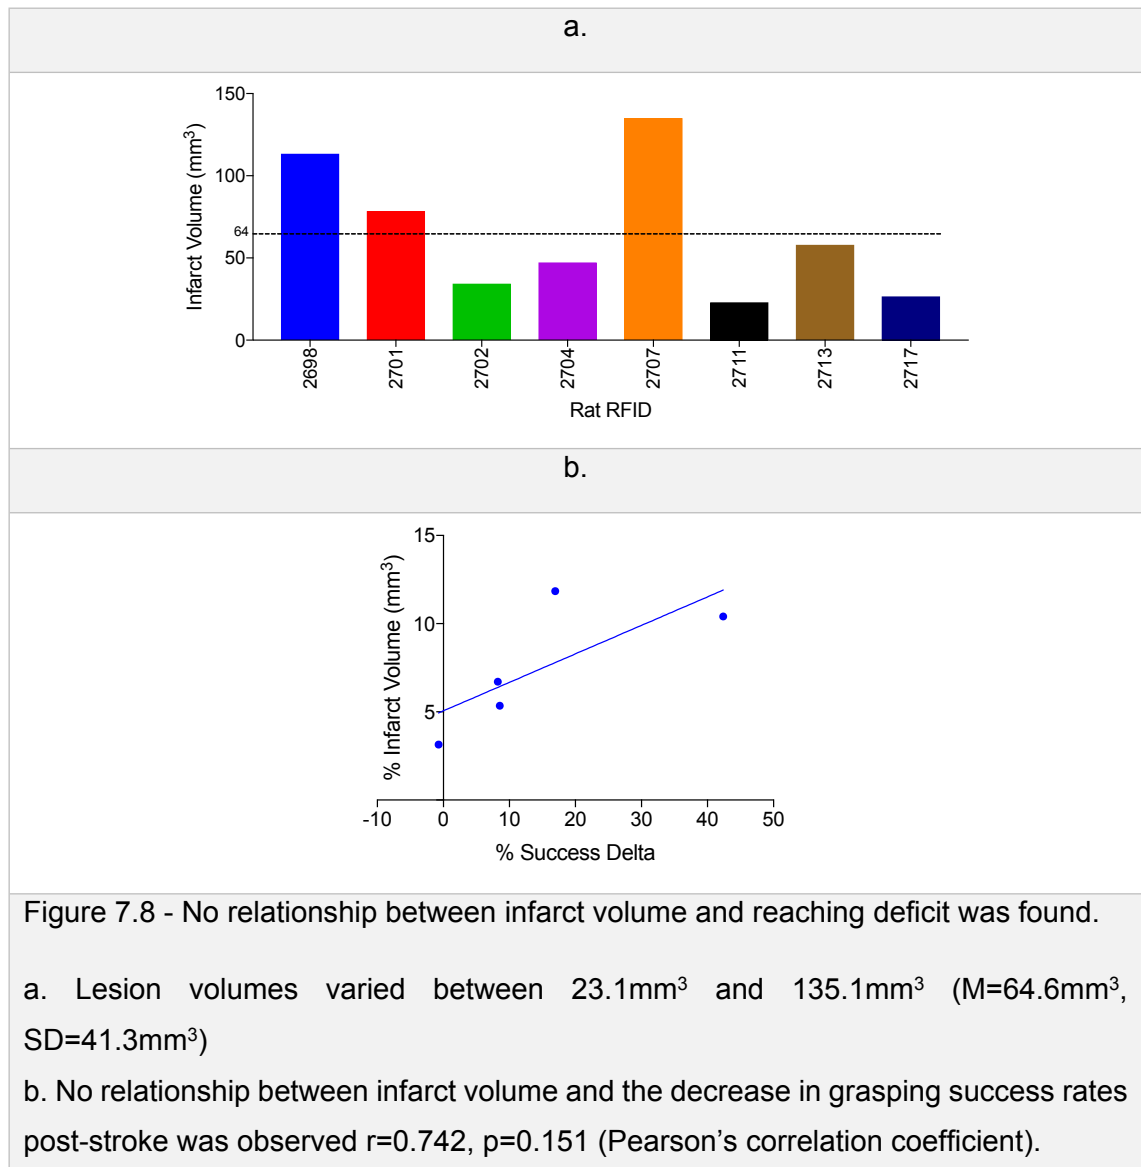 a.
150
100
64
50
0
Infarct Volume (mm³)
2698 2701 2702 2704 2707 2711 2713 2717
Rat RFID
b.
15
10
5
% Infarct Volume (mm³)
-10 0 10 20 30 40 50
% Success Delta
Figure 7.8 - No relationship between infarct volume and reaching deficit was found.
a. Lesion volumes varied between 23.1mm³ and 135.1mm³ (M=64.6mm³,
SD=41.3mm³)
b. No relationship between infarct volume and the decrease in grasping success rates
post-stroke was observed r=0.742, p=0.151 (Pearson's correlation coefficient).